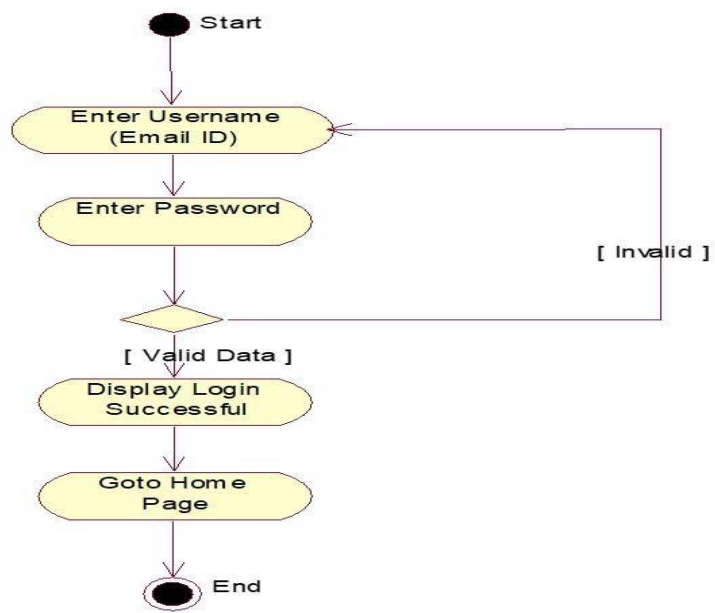 Start
Enter Username
(Email ID)
Enter Password
[ Invalid ]
[ Valid Data ]
Display Login
Successful
Goto Home
Page
End